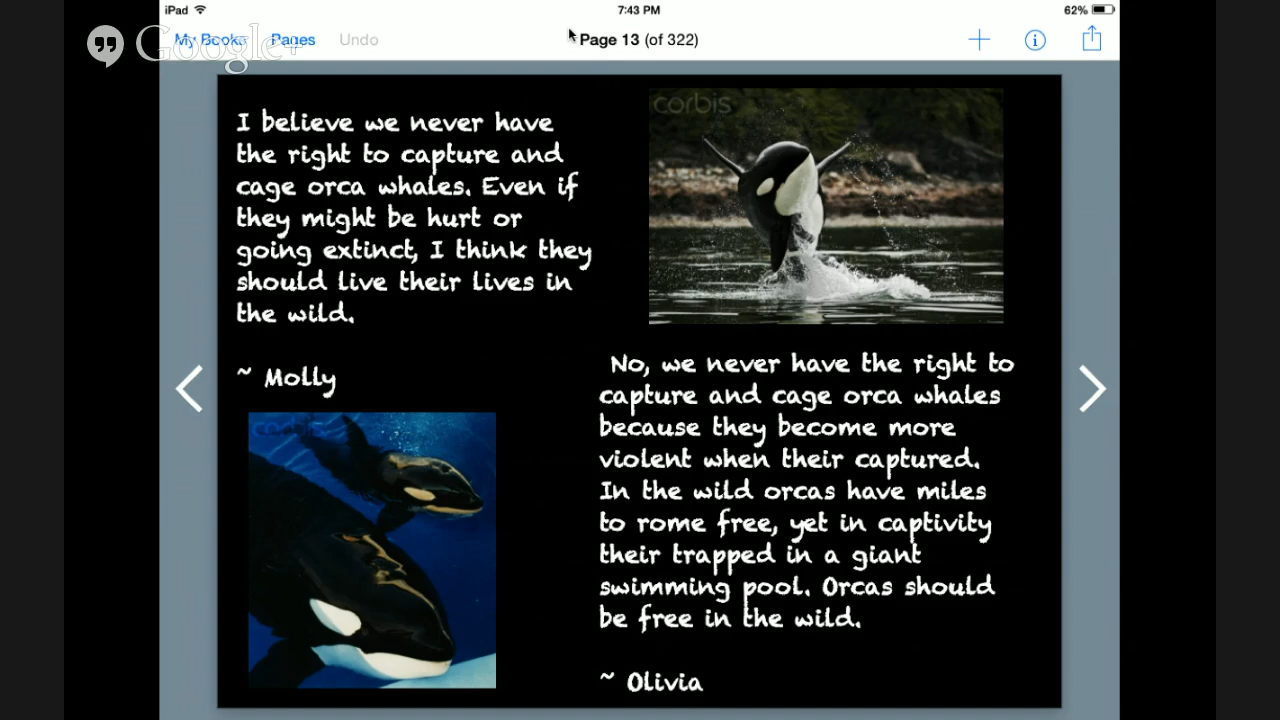 iPad
7:43 PM
62%
Google+
My Books
Pages
Undo
Page 13 (of 322)
I believe we never have
the right to capture and
cage orca whales. Even if
they might be hurt or
going extinct, I think they
should live their lives in
the wild.
~ Molly
corbis
No, we never have the right to
capture and cage orca whales
because they become more
violent when their captured.
In the wild orcas have miles
to rome free, yet in captivity
their trapped in a giant
swimming pool. Orcas should
be free in the wild.
~ Olivia
corbis